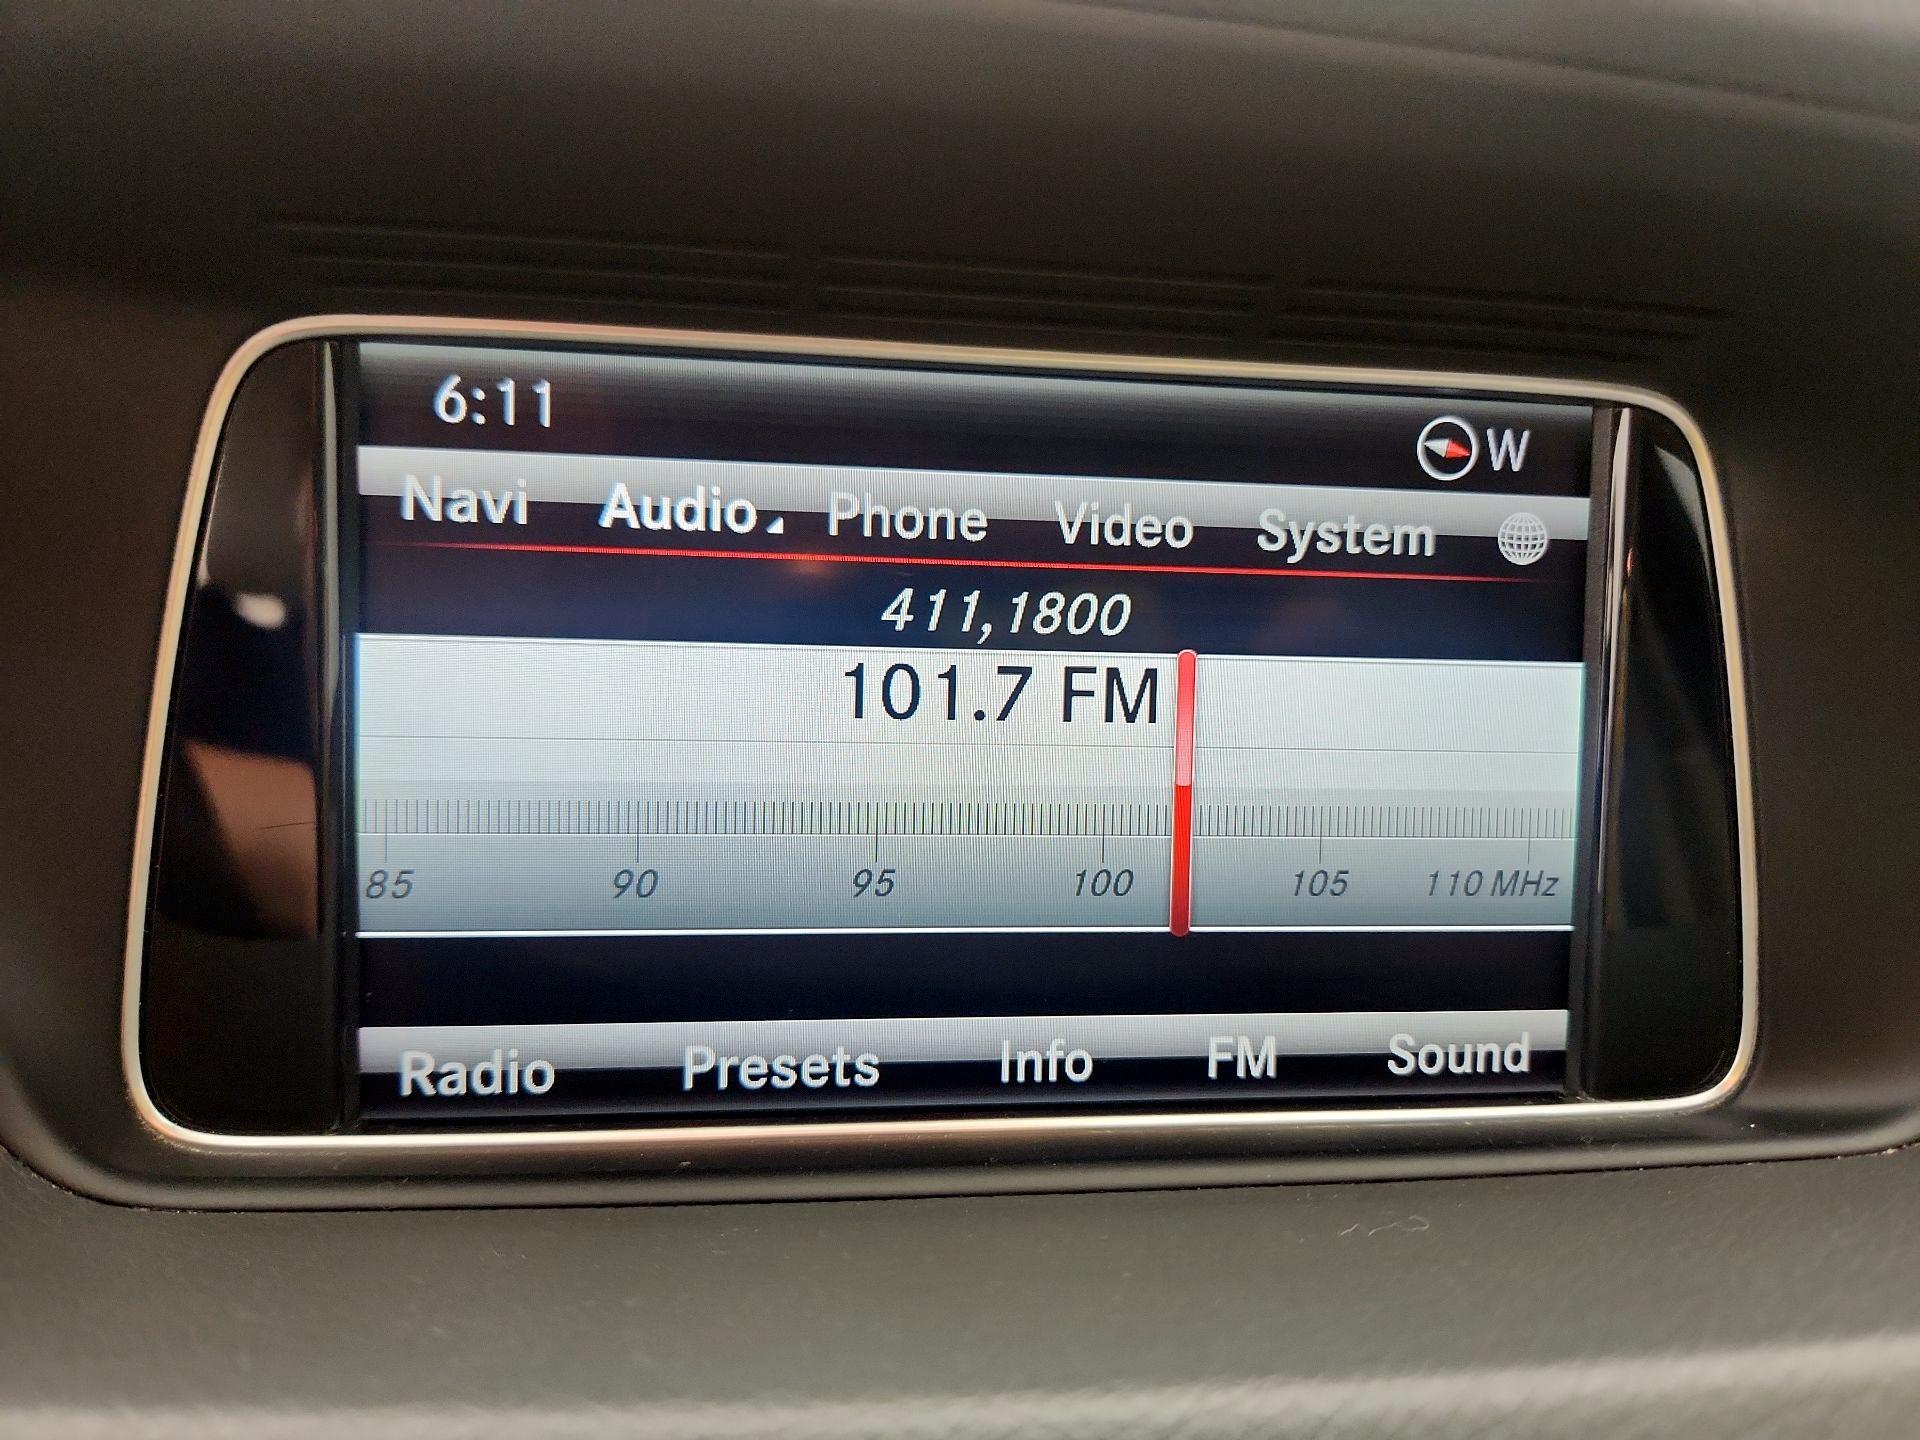 6:11
W
Navi Audio Phone Video System
411,1800
101.7 FM
85 90 95 100 105 110 MHz
Radio Presets Info FM Sound